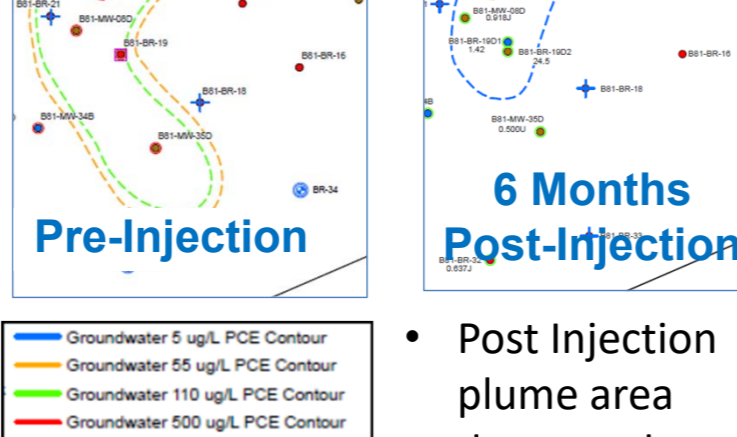 B81-BR-21
B81-MW-08D
B81-BR-19
B81-BR-16
B81-BR-18
B81-MW-34B
B81-MW-35D
BR-34
Pre-Injection
B81-MW-08D
0.918J
B81-BR-19D1
1.42
B81-BR-19D2
24.5
B81-BR-16
B81-BR-18
4B
B81-MW-35D
0.500U
6 Months
Post-Injection
B81-BR-33
B81-BR-32
0.637J
Groundwater 5 ug/L PCE Contour
Groundwater 55 ug/L PCE Contour
Groundwater 110 ug/L PCE Contour
Groundwater 500 ug/L PCE Contour
• Post Injection
plume area